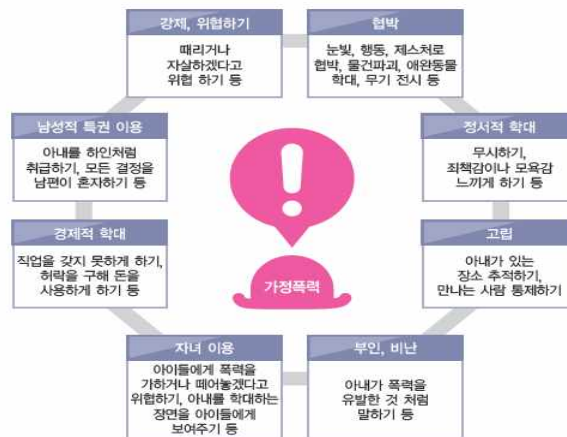 강제, 위협하기
때리거나
자살하겠다고
위협 하기 등
협박
눈빛, 행동, 제스처로
협박, 물건파괴, 애완동물
학대, 무기 전시 등
남성적 특권 이용
아내를 하인처럼
취급하기, 모든 결정을
남편이 혼자하기 등
정서적 학대
무시하기,
죄책감이나 모욕감
느끼게 하기 등
경제적 학대
직업을 갖지 못하게 하기,
허락을 구해 돈을
사용하게 하기 등
가정폭력
고립
아내가 있는
장소 추적하기,
만나는 사람 통제하기
자녀 이용
아이들에게 폭력을
가하거나 떼어놓겠다고
위협하기, 아내를 학대하는
장면을 아이들에게
보여주기 등
부인, 비난
아내가 폭력을
유발한 것 처럼
말하기 등